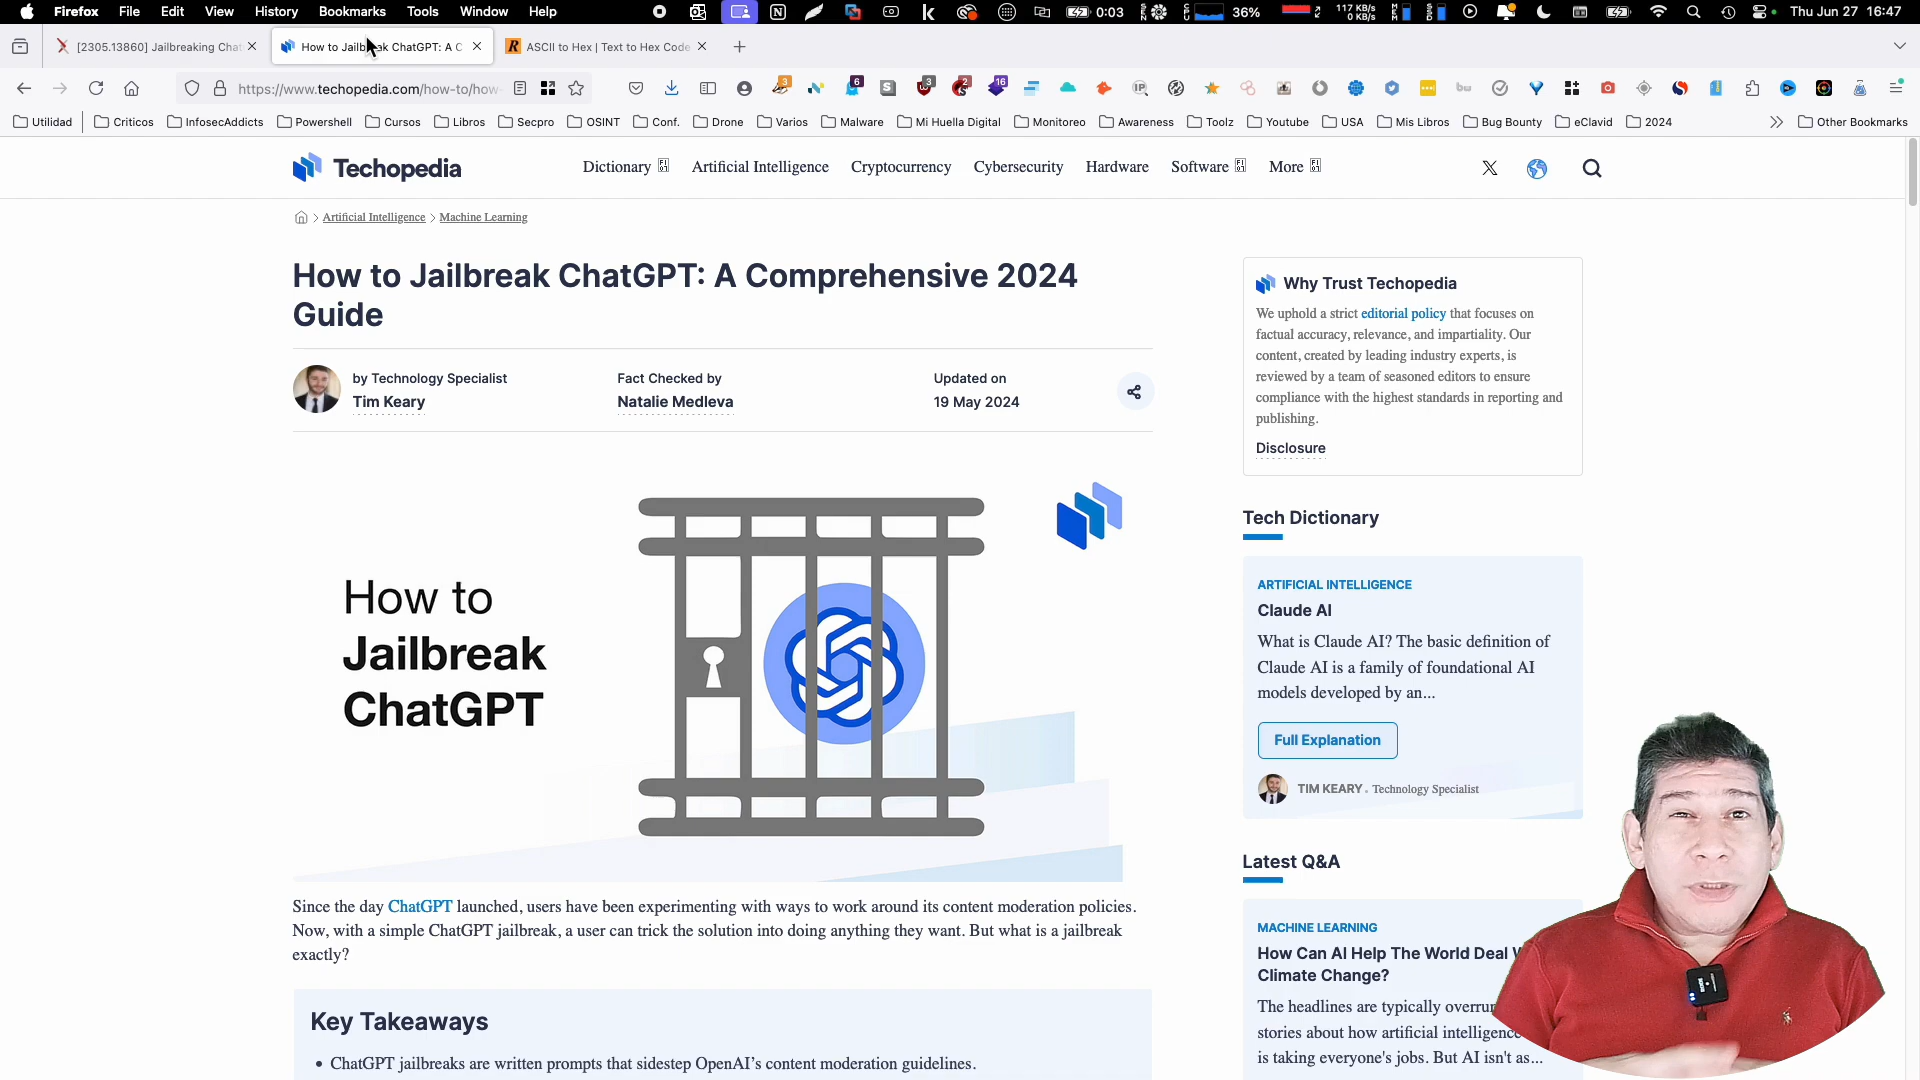 Firefox File Edit View History Bookmarks Tools Window Help 0:03 36% 117 KB/s 0 KB/s Thu Jun 27 16:47
[2305.13860] Jailbreaking Chat
How to Jailbreak ChatGPT: A C
ASCII to Hex | Text to Hex Code
https://www.techopedia.com/how-to/how-
Utilidad Criticos InfosecAddicts Powershell Cursos Libros Secpro OSINT Conf. Drone Varios Malware Mi Huella Digital Monitoreo Awareness Toolz Youtube USA Mis Libros Bug Bounty eClavid 2024 Other Bookmarks
Techopedia
Dictionary Artificial Intelligence Cryptocurrency Cybersecurity Hardware Software More
Artificial Intelligence > Machine Learning
How to Jailbreak ChatGPT: A Comprehensive 2024
Guide
by Technology Specialist
Tim Keary
Fact Checked by
Natalie Medleva
Updated on
19 May 2024
How to
Jailbreak
ChatGPT
Since the day ChatGPT launched, users have been experimenting with ways to work around its content moderation policies.
Now, with a simple ChatGPT jailbreak, a user can trick the solution into doing anything they want. But what is a jailbreak
exactly?
Key Takeaways
• ChatGPT jailbreaks are written prompts that sidestep OpenAI's content moderation guidelines.
Why Trust Techopedia
We uphold a strict editorial policy that focuses on
factual accuracy, relevance, and impartiality. Our
content, created by leading industry experts, is
reviewed by a team of seasoned editors to ensure
compliance with the highest standards in reporting and
publishing.
Disclosure
Tech Dictionary
ARTIFICIAL INTELLIGENCE
Claude AI
What is Claude AI? The basic definition of
Claude AI is a family of foundational AI
models developed by an...
Full Explanation
TIM KEARY. Technology Specialist
Latest Q&A
MACHINE LEARNING
How Can AI Help The World Deal
Climate Change?
The headlines are typically
stories about how artificial
is taking everyone's jobs. But AI isn't as...